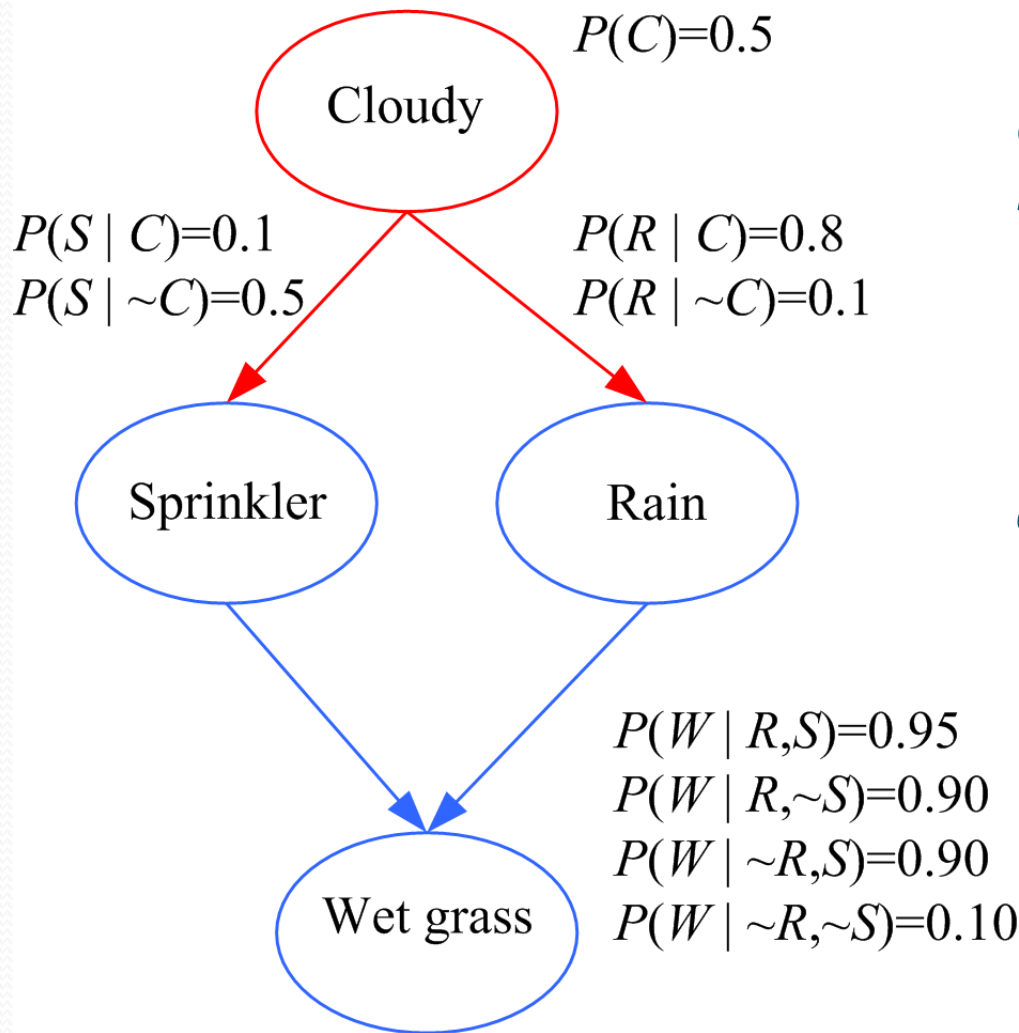 P(C)=0.5
Cloudy
P(S | C)=0.1
P(S | ~C)=0.5
P(R | C)=0.8
P(R | ~C)=0.1
Sprinkler
Rain
P(W | R,S)=0.95
P(W | R,~S)=0.90
P(W | ~R,S)=0.90
P(W | ~R,~S)=0.10
Wet grass